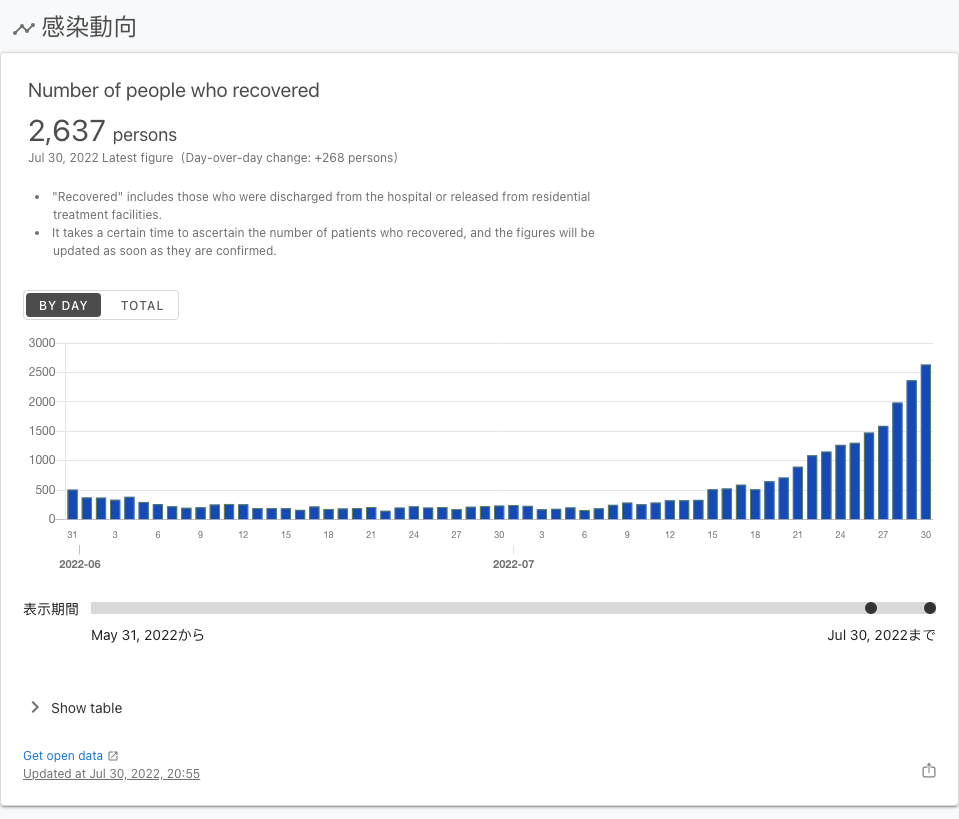 感染動向
Number of people who recovered
2,637 persons
Jul 30, 2022 Latest figure (Day-over-day change: +268 persons)
"Recovered" includes those who were discharged from the hospital or released from residential
treatment facilities.
It takes a certain time to ascertain the number of patients who recovered, and the figures will be
updated as soon as they are confirmed.
BY DAY TOTAL
3000
2500
2000
1500
1000
500
0
31 3 6 9 12 15 18 21 24 27 30 3 6 9 12 15 18 21 24 27 30
2022-06 2022-07
表示期間
May 31, 2022から Jul 30, 2022まで
Show table
Get open data
Updated at Jul 30, 2022, 20:55